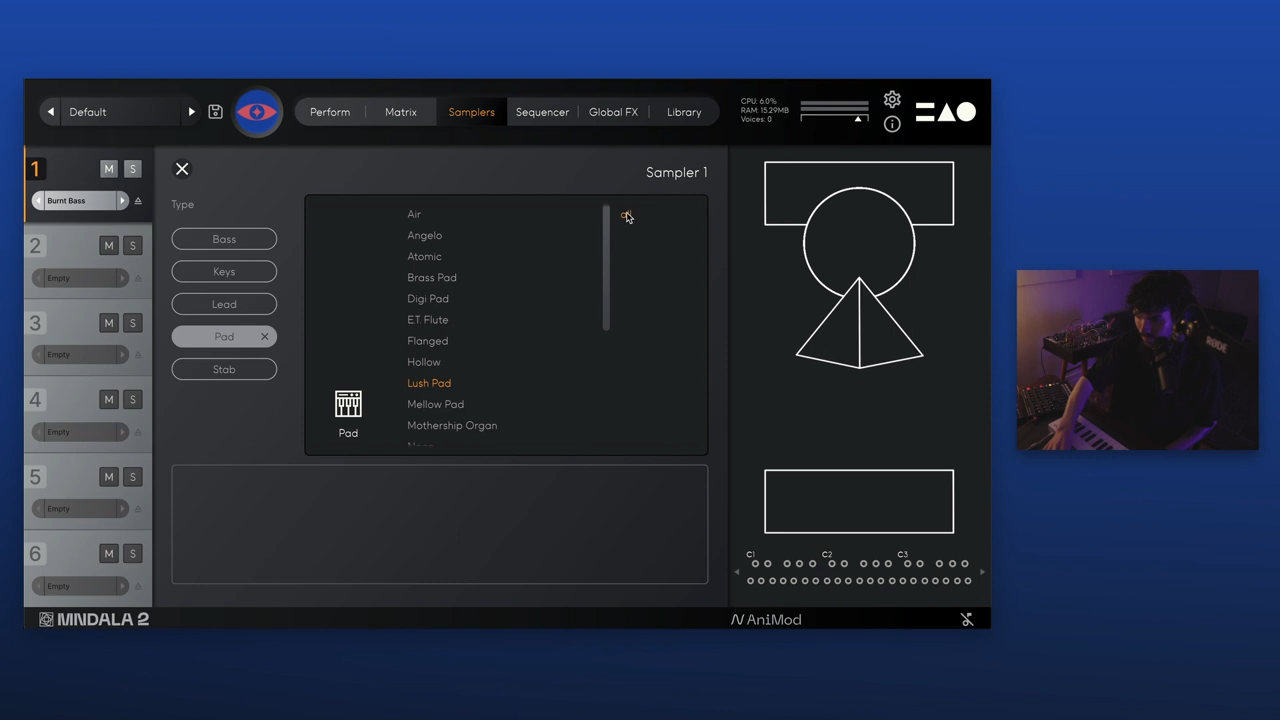 Default
Perform
Matrix
Samplers
Sequencer
Global FX
Library
CPU: 6.0%
RAM: 15.29MB
Voices: 0
1
M
S
Burnt Bass
2
M
S
Empty
3
M
S
Empty
4
M
S
Empty
5
M
S
Empty
6
M
S
Empty
Sampler 1
Type
Bass
Keys
Lead
Pad
Stab
Air
Angelo
Atomic
Brass Pad
Digi Pad
E.T. Flute
Flanged
Hollow
Lush Pad
Mellow Pad
Mothership Organ
Pad
C1
C2
C3
MNDALA 2
AniMod
RODE